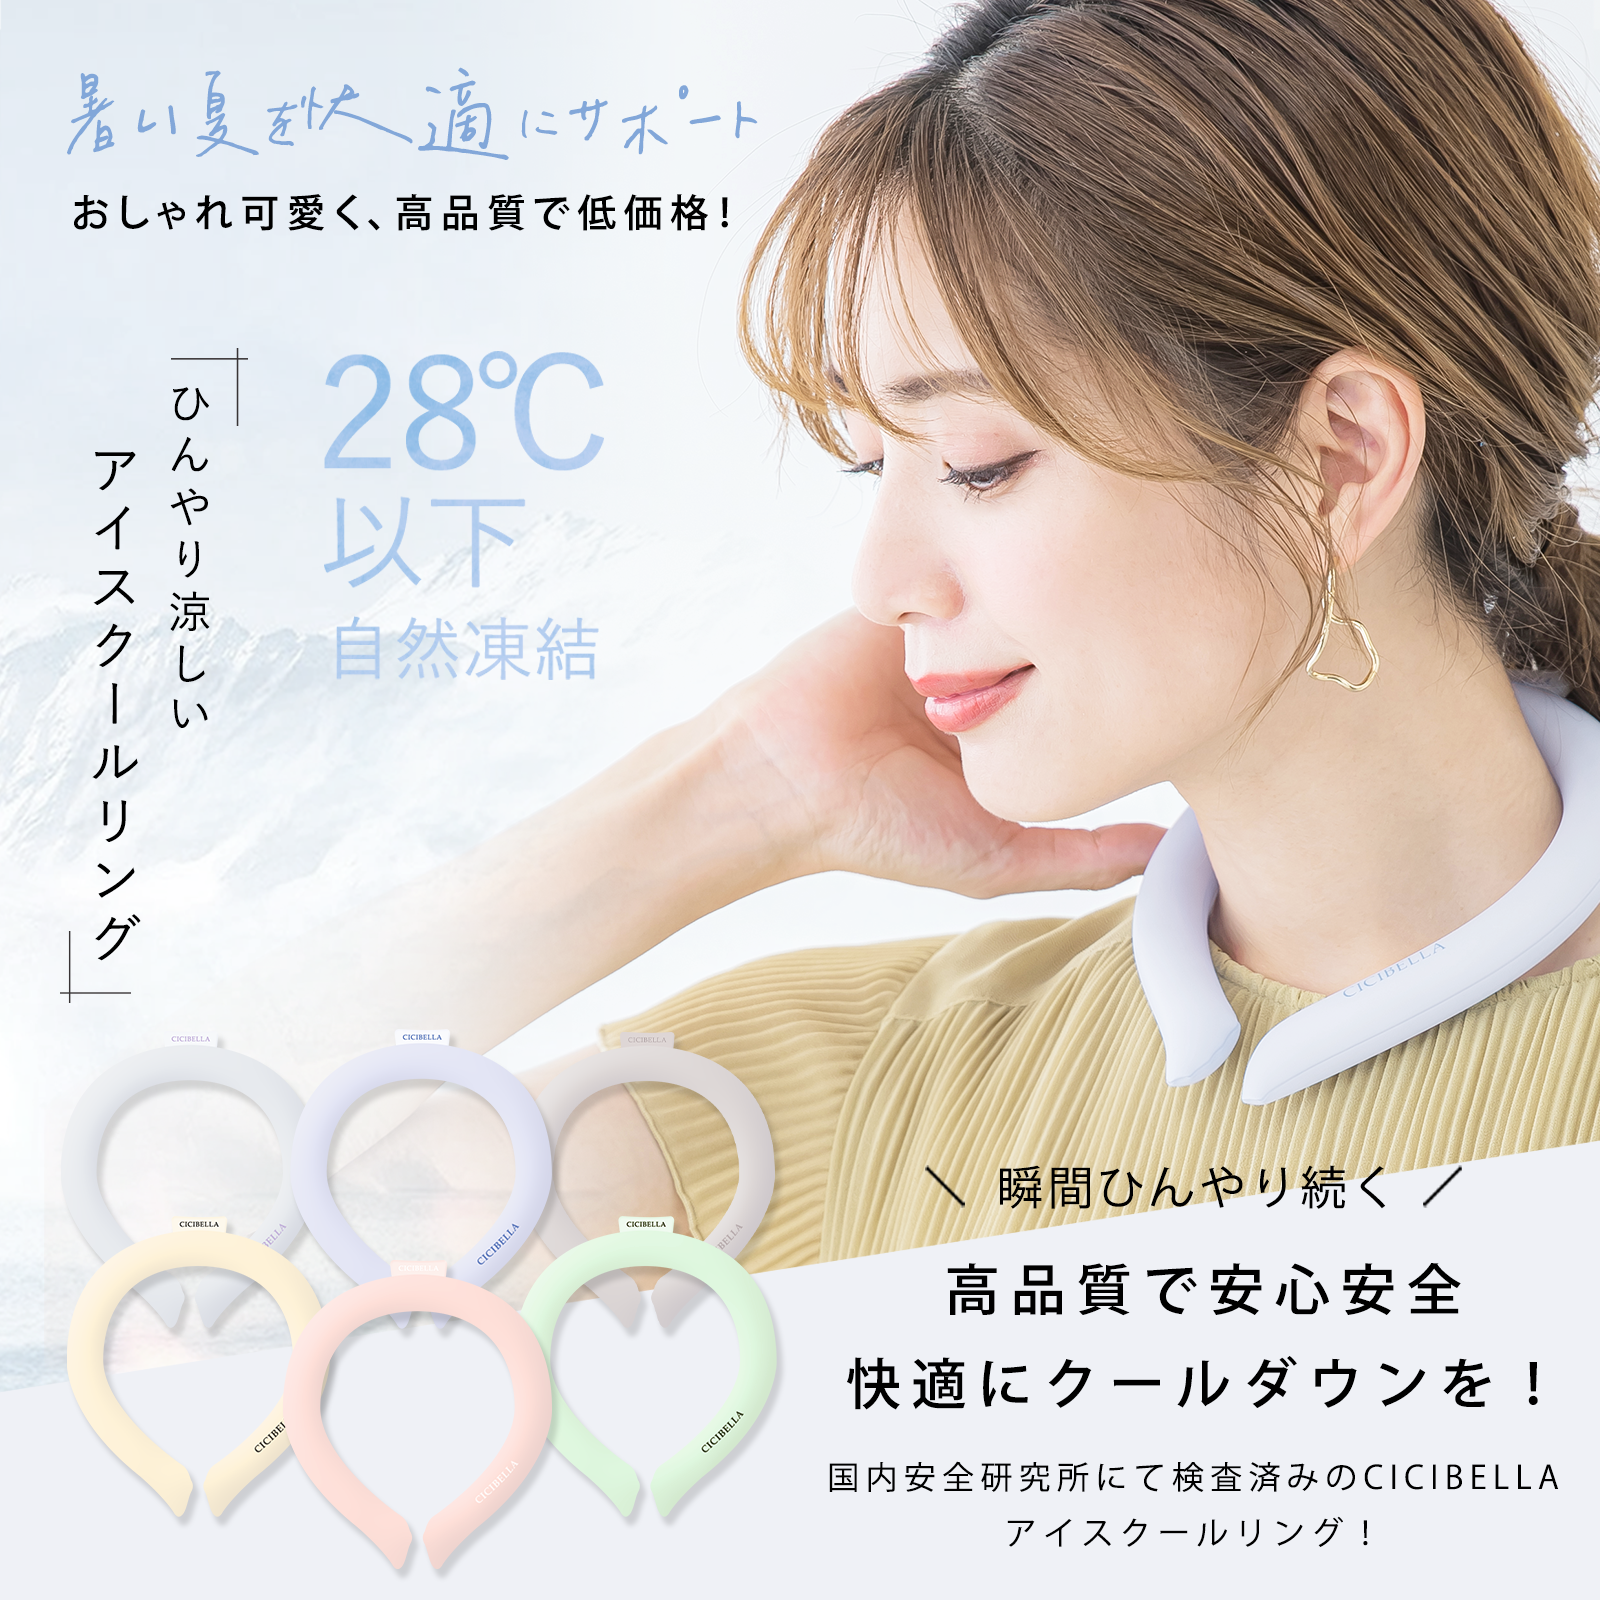 暑い夏を快適にサポート
おしゃれ可愛く、高品質で低価格！
ひんやり涼しい
アイスクールリング
28℃
以下
自然凍結
CICIBELLA
CICIBELLA
CICIBELLA
CICIBELLA
BELLA
CICIBELLA
BELLA
CICIBELLA
CICIBELLA
CICIBELLA
CICIBEL
CICIBELLA
CICIBELLA
瞬間ひんやり続く
高品質で安心安全
快適にクールダウンを！
国内安全研究所にて検査済みのCICIBELLA
アイスクールリング！